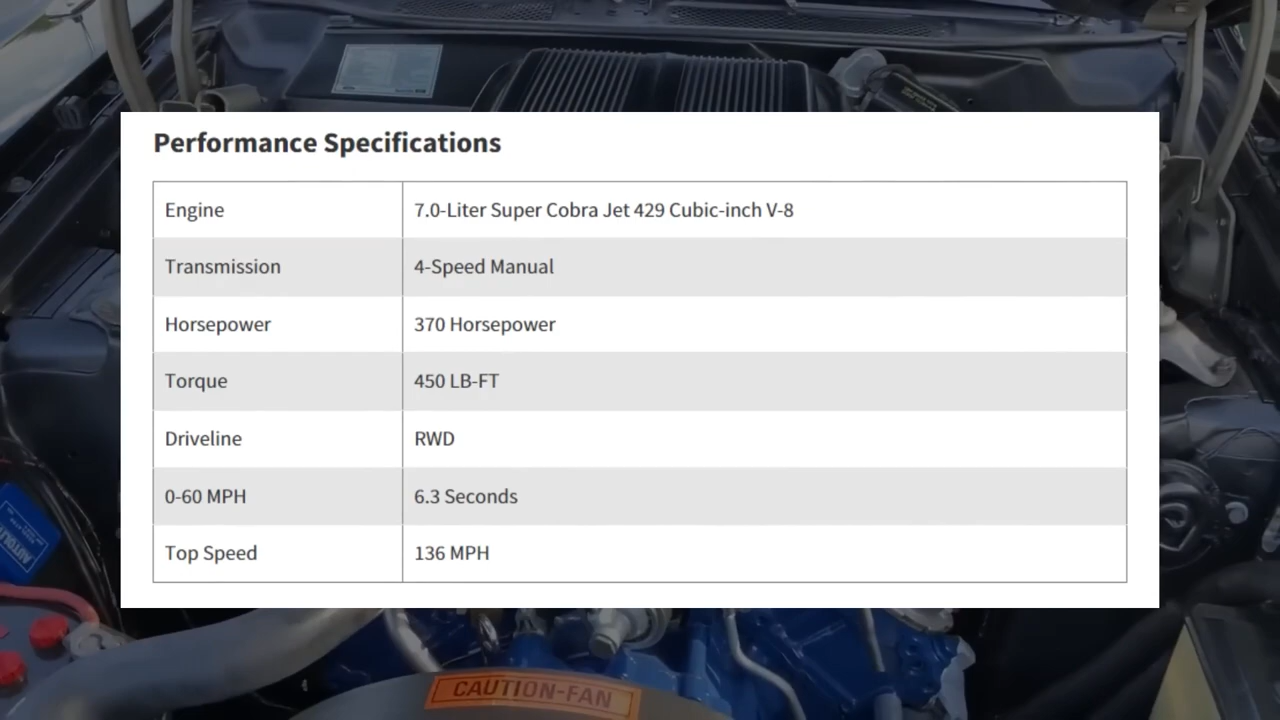 Performance Specifications
Engine 7.0-Liter Super Cobra Jet 429 Cubic-inch V-8
Transmission 4-Speed Manual
Horsepower 370 Horsepower
Torque 450 LB-FT
Driveline RWD
0-60 MPH 6.3 Seconds
Top Speed 136 MPH
AUTOLITE
CAUTION-FAN